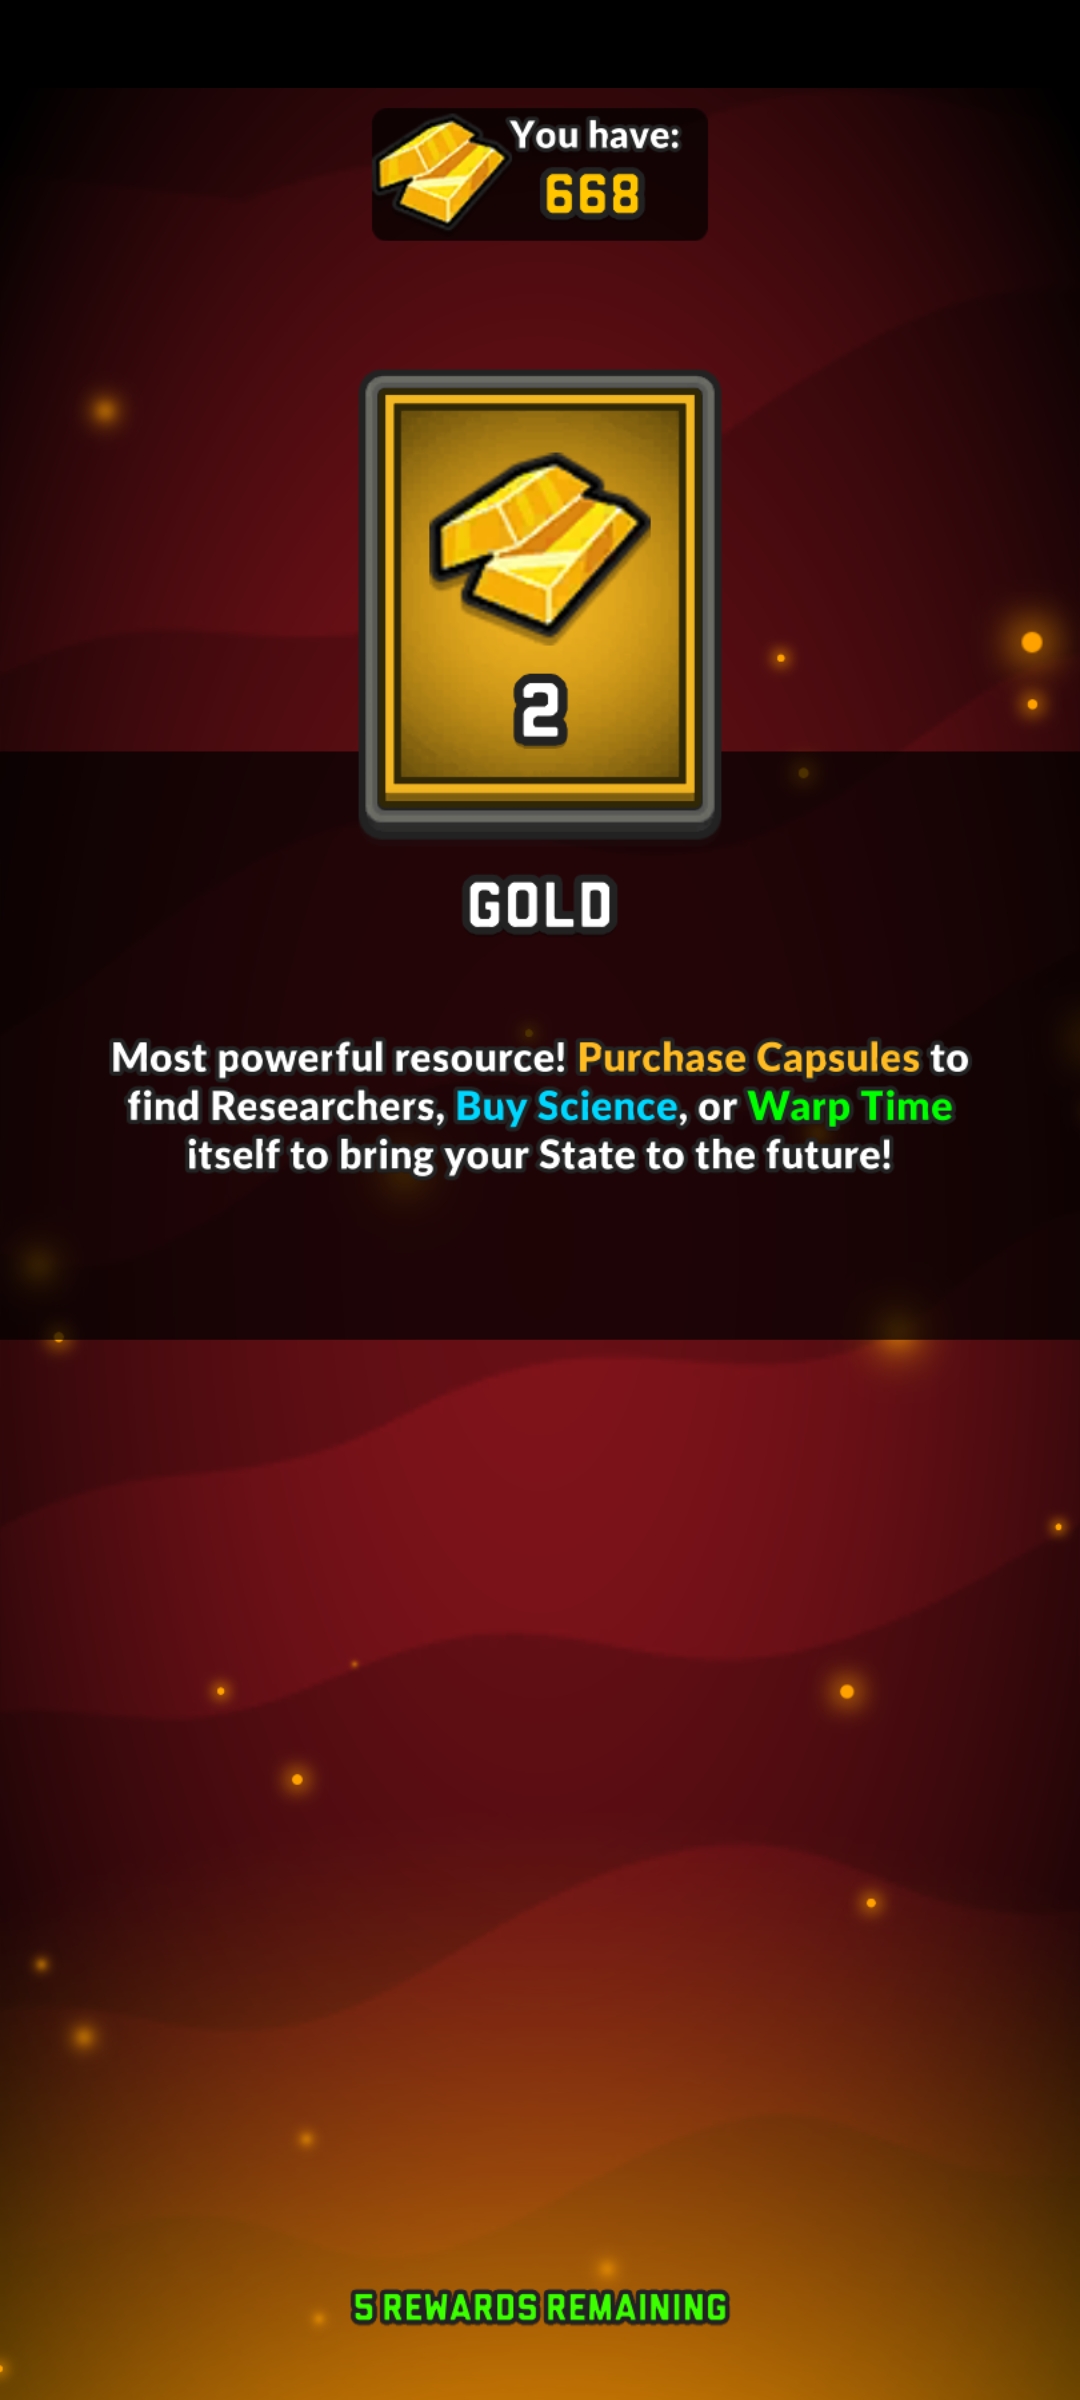 You have:
668
2
GOLD
Most powerful resource! Purchase Capsules to
find Researchers, Buy Science, or Warp Time
itself to bring your State to the future!
5 REWARDS REMAINING